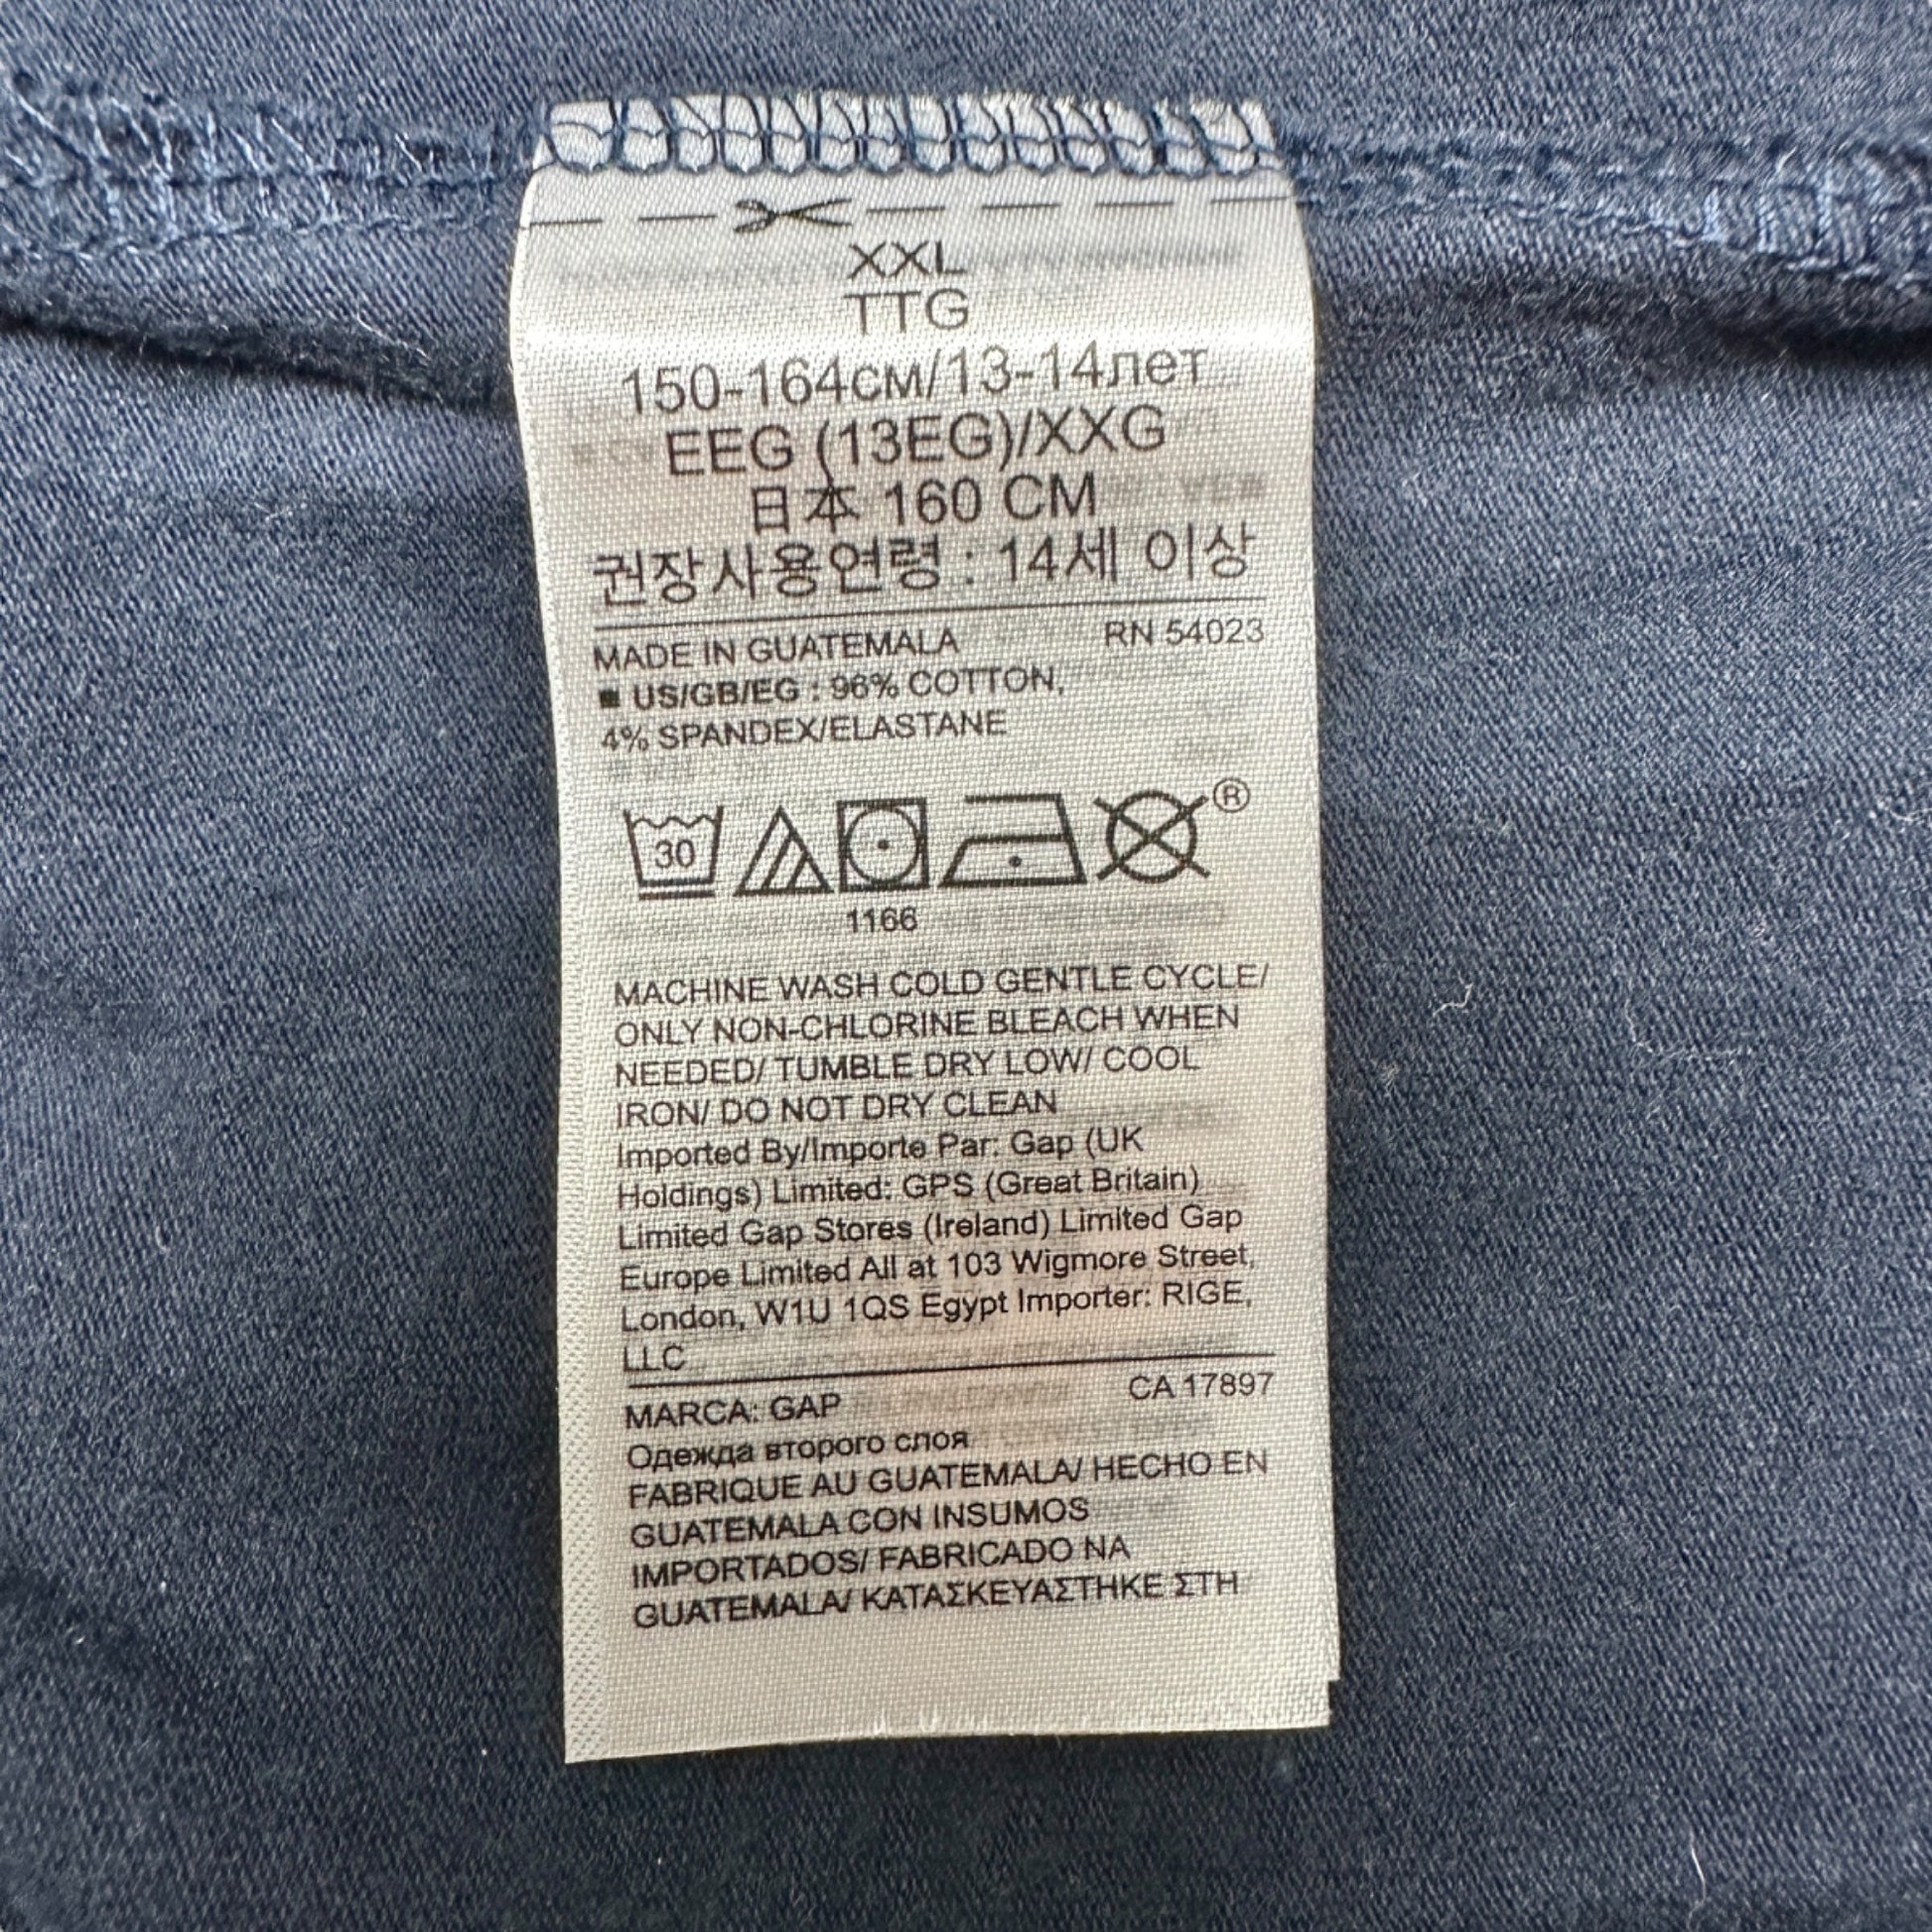 XXL
TTG
150-164см/13-14лет
EEG (13EG)/XXG
日本 160 CM
권장사용연령 : 14세 이상
MADE IN GUATEMALA RN 54023
■ US/GB/EG : 96% COTTON,
4% SPANDEX/ELASTANE
30 ®
1166
MACHINE WASH COLD GENTLE CYCLE/
ONLY NON-CHLORINE BLEACH WHEN
NEEDED/ TUMBLE DRY LOW/ COOL
IRON/ DO NOT DRY CLEAN
Imported By/Importe Par: Gap (UK
Holdings) Limited: GPS (Great Britain)
Limited Gap Stores (Ireland) Limited Gap
Europe Limited All at 103 Wigmore Street,
London, W1U 1QS Egypt Importer: RIGE,
LLC
MARCA: GAP CA 17897
Одежда второго слоя
FABRIQUE AU GUATEMALA/ HECHO EN
GUATEMALA CON INSUMOS
IMPORTADOS/ FABRICADO NA
GUATEMALA/ ΚΑΤΑΣΚΕΥΑΣΤΗΚΕ ΣΤΗ